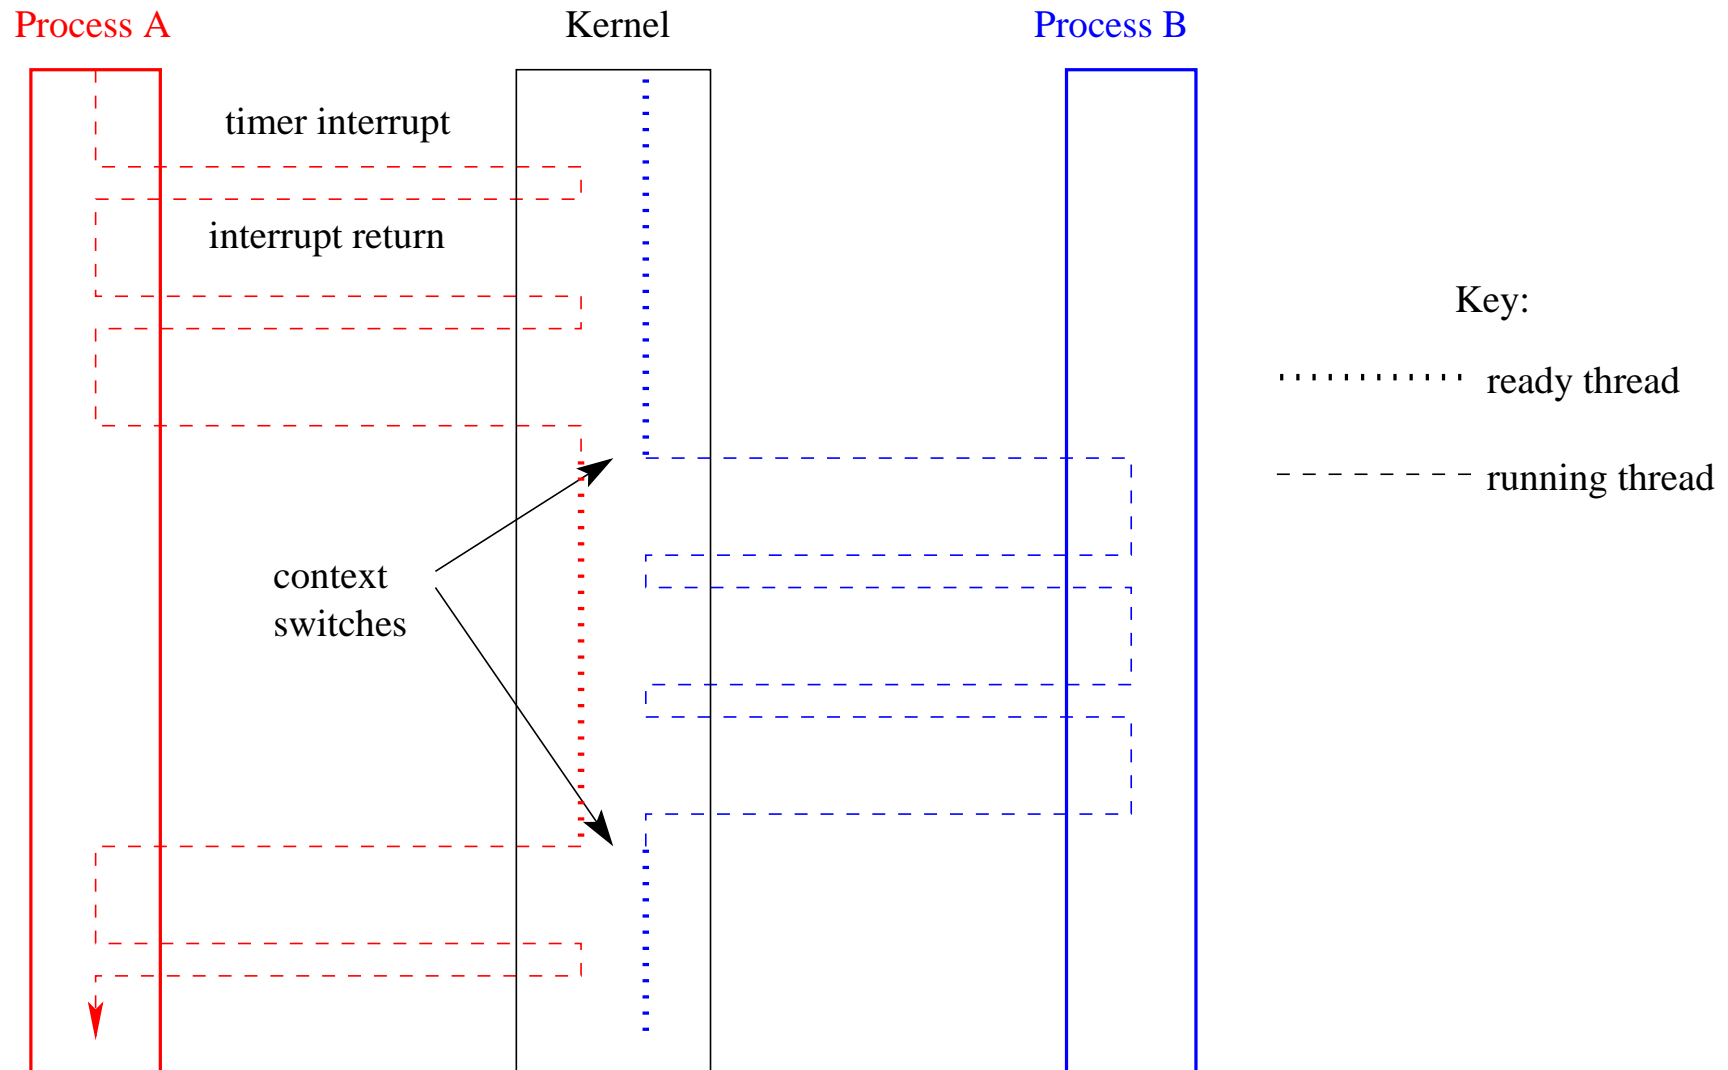 Process A
Kernel
Process B
timer interrupt
interrupt return
Key:
ready thread
running thread
context
switches